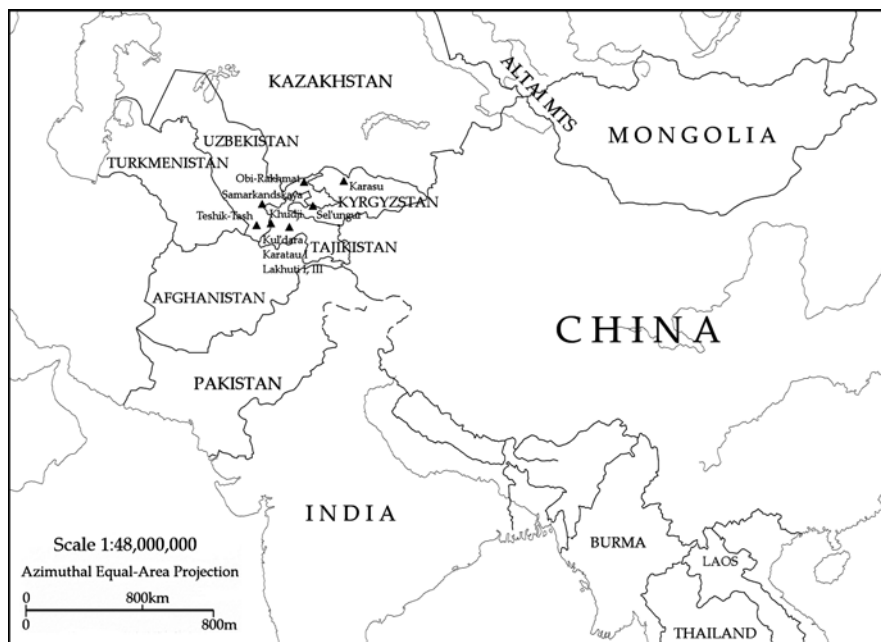 KAZAKHSTAN
ALTAI MTS
MONGOLIA
UZBEKISTAN
TURKMENISTAN
Obi-Rakhmat
Karasu
Samarkandskaya
KYRGYZSTAN
Teshik-Tash
Khudji
Sel'ungur
Kul'dara
TAJIKISTAN
Karatau I
Lakhuti I, III
AFGHANISTAN
CHINA
PAKISTAN
INDIA
BURMA
LAOS
THAILAND
Scale 1:48,000,000
Azimuthal Equal-Area Projection
0 800km
0 800m